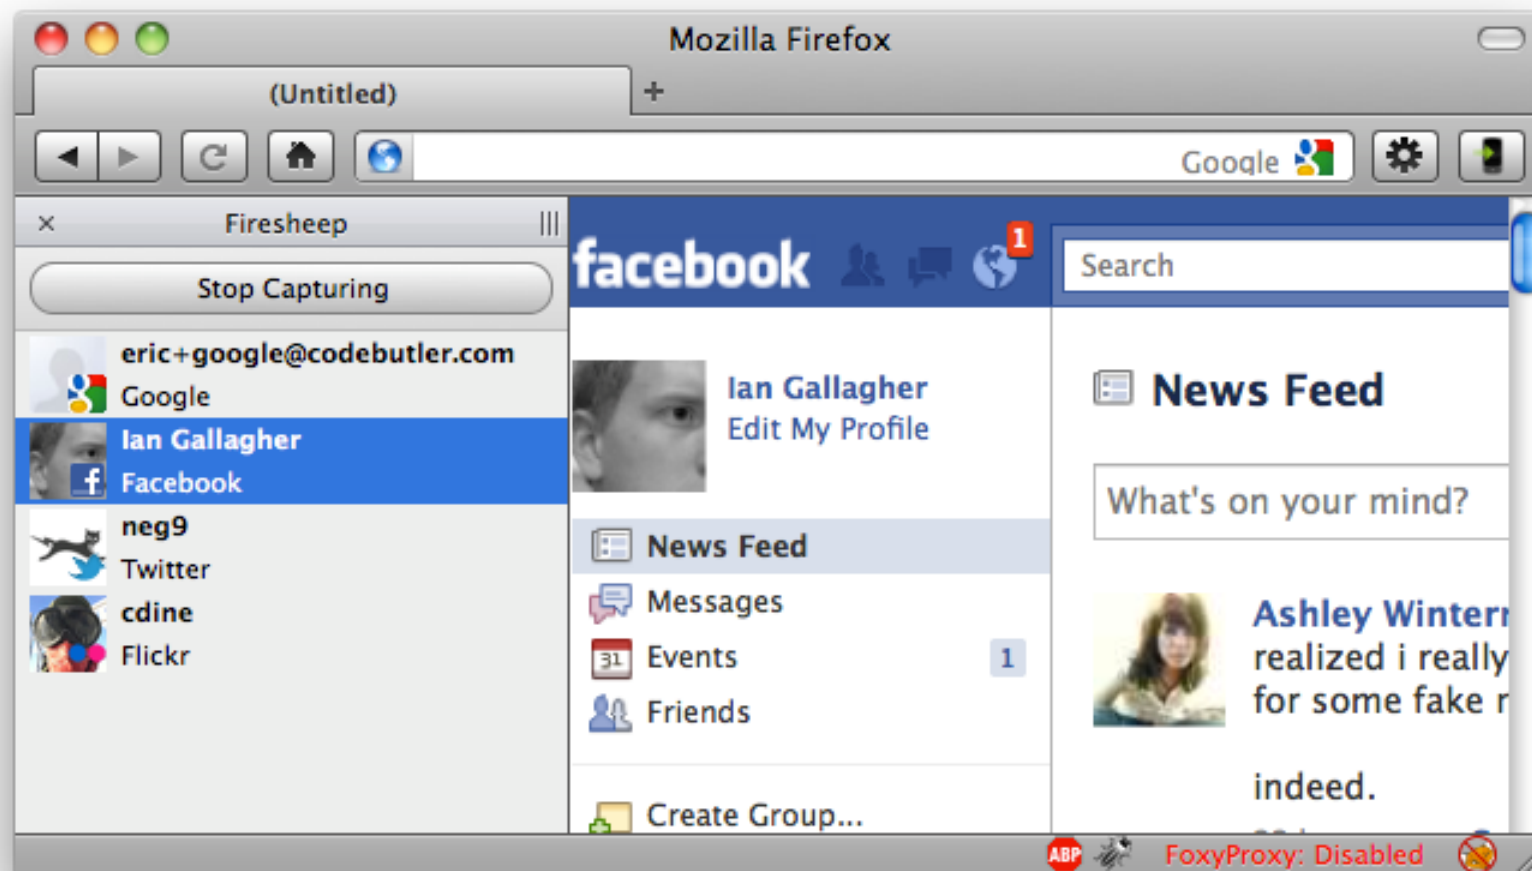 Mozilla Firefox
(Untitled)
Google
Firesheep
Stop Capturing
eric+google@codebutler.com
Google
Ian Gallagher
Facebook
neg9
Twitter
cdine
Flickr
facebook
1
Search
Ian Gallagher
Edit My Profile
News Feed
Messages
31 Events 1
Friends
Create Group...
News Feed
What's on your mind?
Ashley
realized i really
for some fake
indeed.
ABP FoxyProxy: Disabled